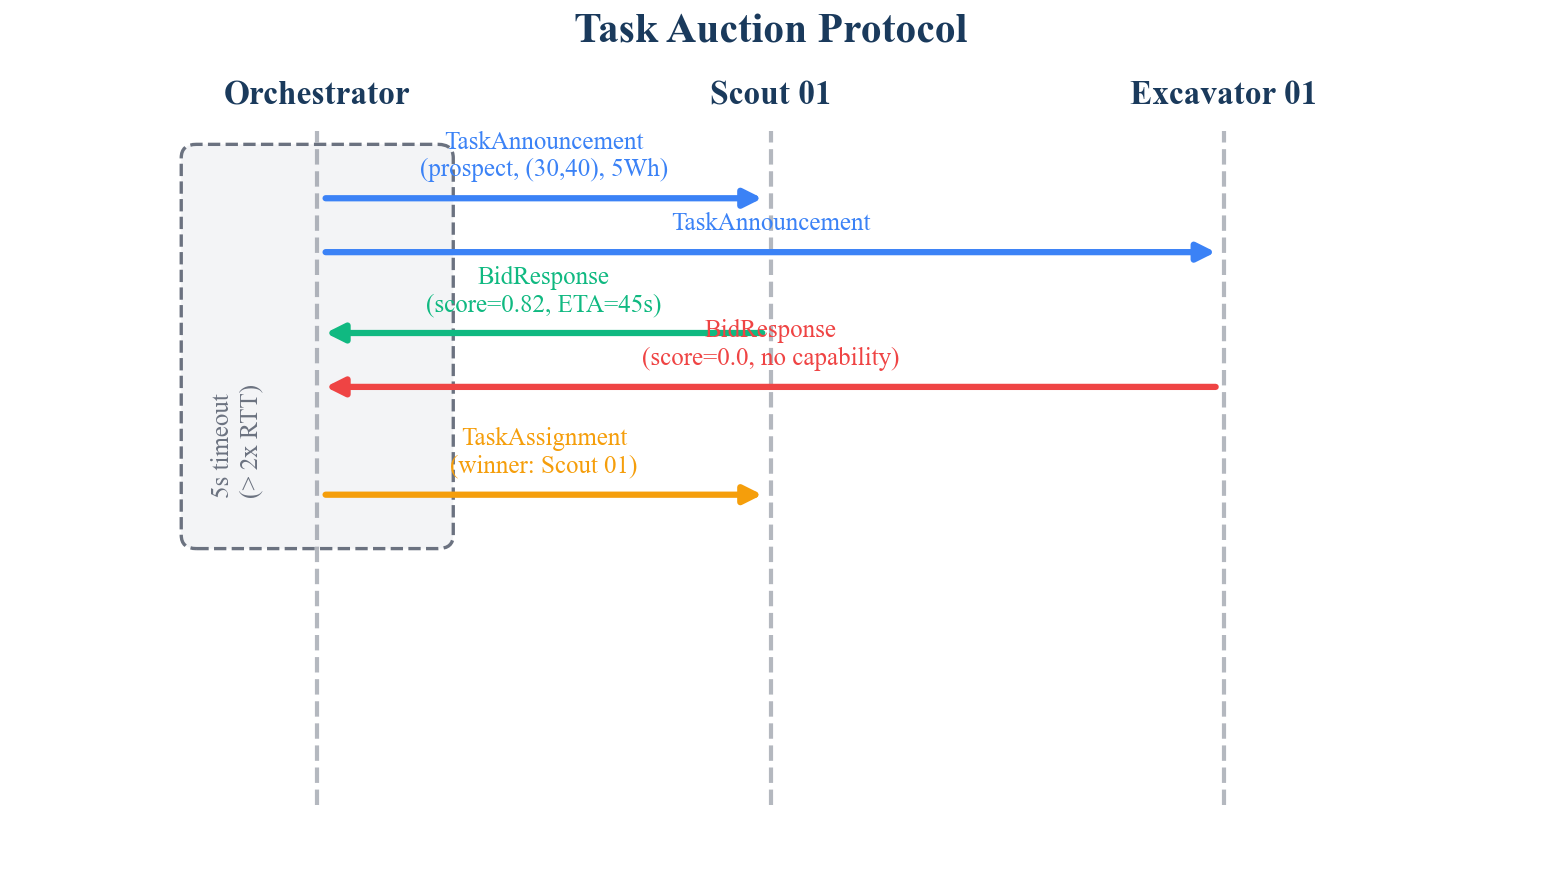 Task Auction Protocol
Orchestrator
Scout 01
Excavator 01
TaskAnnouncement
(prospect, (30,40), 5Wh)
TaskAnnouncement
BidResponse
(score=0.82, ETA=45s)
BidResponse
(score=0.0, no capability)
TaskAssignment
(winner: Scout 01)
5s timeout
(> 2x RTT)